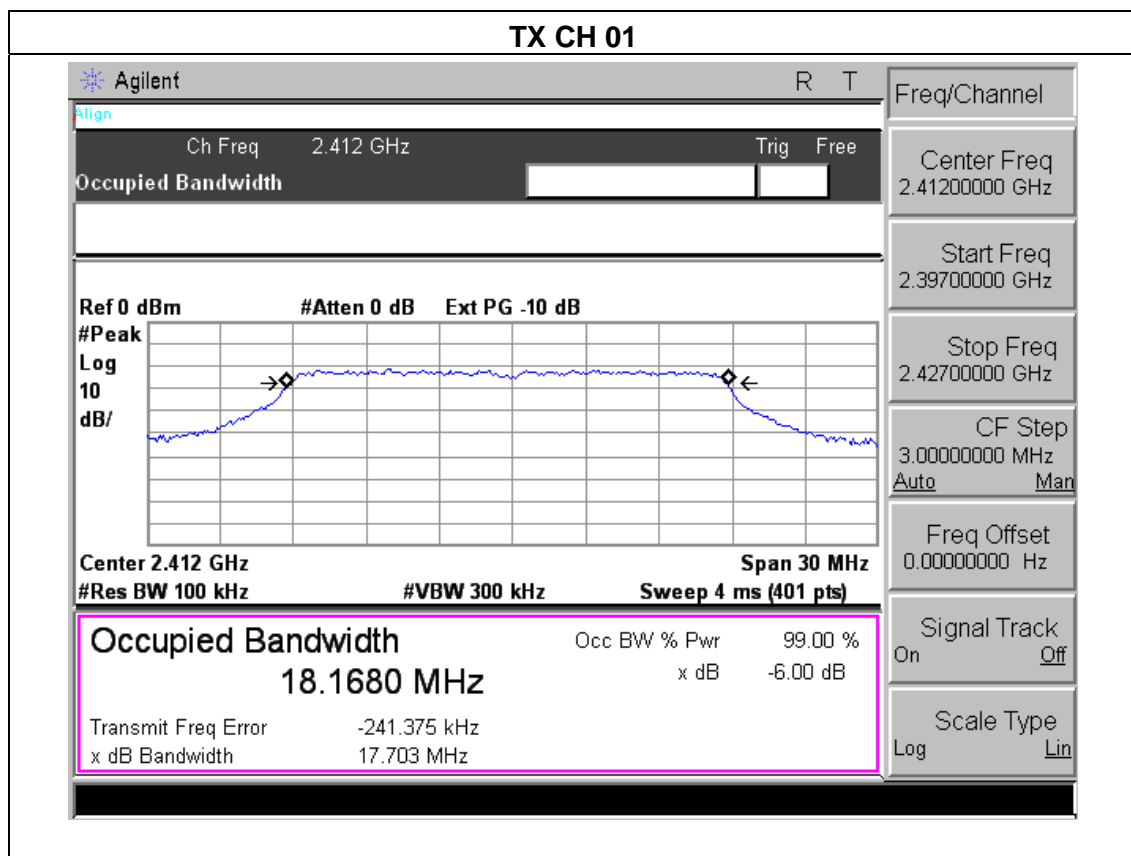 TX CH 01
Agilent R T
Align
Ch Freq 2.412 GHz Trig Free
Occupied Bandwidth
Ref 0 dBm #Atten 0 dB Ext PG -10 dB
#Peak
Log
10
dB/
Center 2.412 GHz Span 30 MHz
#Res BW 100 kHz #VBW 300 kHz Sweep 4 ms (401 pts)
Occupied Bandwidth Occ BW % Pwr 99.00 %
18.1680 MHz x dB -6.00 dB
Transmit Freq Error -241.375 kHz
x dB Bandwidth 17.703 MHz
Freq/Channel
Center Freq
2.41200000 GHz
Start Freq
2.39700000 GHz
Stop Freq
2.42700000 GHz
CF Step
3.00000000 MHz
Auto Man
Freq Offset
0.00000000 Hz
Signal Track
On Off
Scale Type
Log Lin